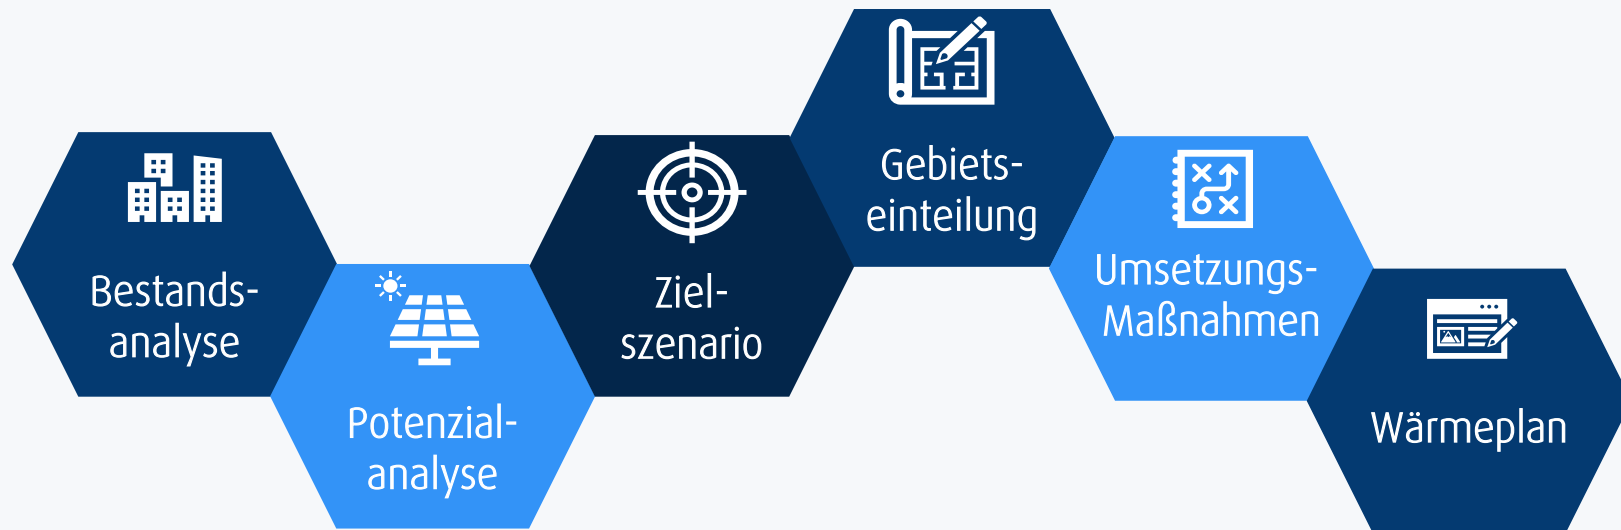 Bestands-
analyse
Potenzial-
analyse
Ziel-
szenario
Gebiets-
einteilung
Umsetzungs-
Maßnahmen
Wärmeplan